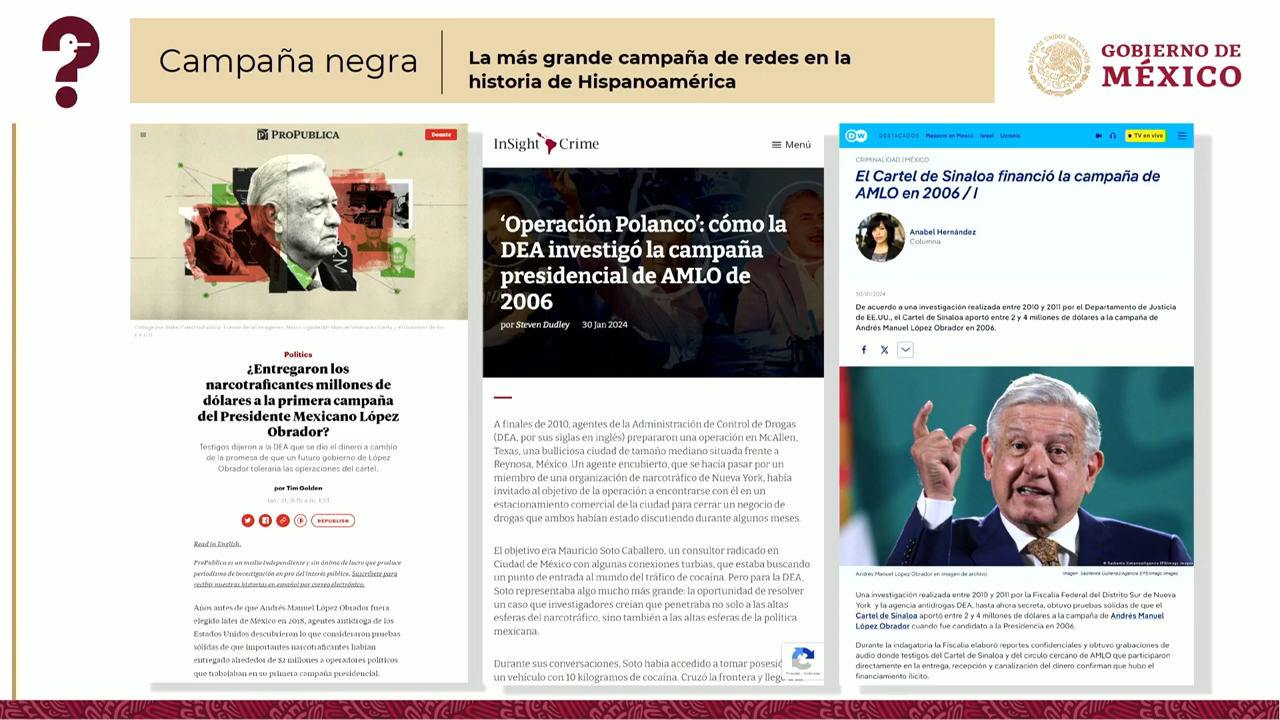 Campaña negra
La más grande campaña de redes en la
historia de Hispanoamérica
ESTADOS UNIDOS MEXICANOS
GOBIERNO DE
MÉXICO
PROPUBLICA
Donate
Politics
¿Entregaron los
narcotraficantes millones de
dólares a la primera campaña
del Presidente Mexicano López
Obrador?
Testigos dijeron a la DEA que se dio el dinero a cambio
de la promesa de que un futuro gobierno de López
Obrador toleraría las operaciones del cártel.
por Tim Golden
Jan. 31, 9:15 a.m. EST
REPUBLISH
Read in English.
ProPublica es un medio independiente y sin ánimo de lucro que produce
periodismo de investigación en pro del interés público. Suscríbete para
recibir nuestras historias en español por correo electrónico.
Años antes de que Andrés Manuel López Obrador fuera
elegido líder de México en 2018, agentes antidroga de los
Estados Unidos descubrieron lo que consideraron pruebas
sólidas de que importantes narcotraficantes habían
entregado alrededor de $2 millones a operadores políticos
que trabajaban en su primera campaña presidencial.
InSight Crime
Menú
‘Operación Polanco’: cómo la
DEA investigó la campaña
presidencial de AMLO de
2006
por Steven Dudley 30 Jan 2024
A finales de 2010, agentes de la Administración de Control de Drogas
(DEA, por sus siglas en inglés) prepararon una operación en McAllen,
Texas, una bulliciosa ciudad de tamaño mediano situada frente a
Reynosa, México. Un agente encubierto, que se hacía pasar por un
miembro de una organización de narcotráfico de Nueva York, había
invitado al objetivo de la operación a encontrarse con él en un
estacionamiento comercial de la ciudad para cerrar un negocio de
drogas que ambos habían estado discutiendo durante algunos meses.
El objetivo era Mauricio Soto Caballero, un consultor radicado en
Ciudad de México con algunas conexiones turbias, que estaba buscando
un punto de entrada al mundo del tráfico de cocaína. Pero para la DEA,
Soto representaba algo mucho más grande: la oportunidad de resolver
un caso que investigadores creían que penetraba no solo a las altas
esferas del narcotráfico, sino también a las altas esferas de la política
mexicana.
Durante sus conversaciones, Soto había accedido a tomar
un vehículo con 10 kilogramos de cocaína. Cruzó la frontera y
DW
DESTACADOS Masacre en Moscú Israel Ucrania
TV en vivo
CRIMINALIDAD | MÉXICO
El Cartel de Sinaloa financió la campaña de
AMLO en 2006 / I
Anabel Hernández
Columna
30/01/2024
De acuerdo a una investigación realizada entre 2010 y 2011 por el Departamento de Justicia
de EE.UU., el Cartel de Sinaloa aportó entre 2 y 4 millones de dólares a la campaña de
Andrés Manuel López Obrador en 2006.
Andrés Manuel López Obrador en imagen de archivo
Una investigación realizada entre 2010 y 2011 por la Fiscalía Federal del Distrito Sur de Nueva
York y la agencia antidrogas DEA, hasta ahora secreta, obtuvo pruebas sólidas de que el
Cartel de Sinaloa aportó entre 2 y 4 millones de dólares a la campaña de Andrés Manuel
López Obrador cuando fue candidato a la Presidencia en 2006.
Durante la indagatoria la Fiscalía elaboró reportes confidenciales y obtuvo grabaciones de
audio donde testigos del Cartel de Sinaloa y del círculo cercano de AMLO que participaron
directamente en la entrega, recepción y canalización del dinero confirman que hubo el
financiamiento ilícito.